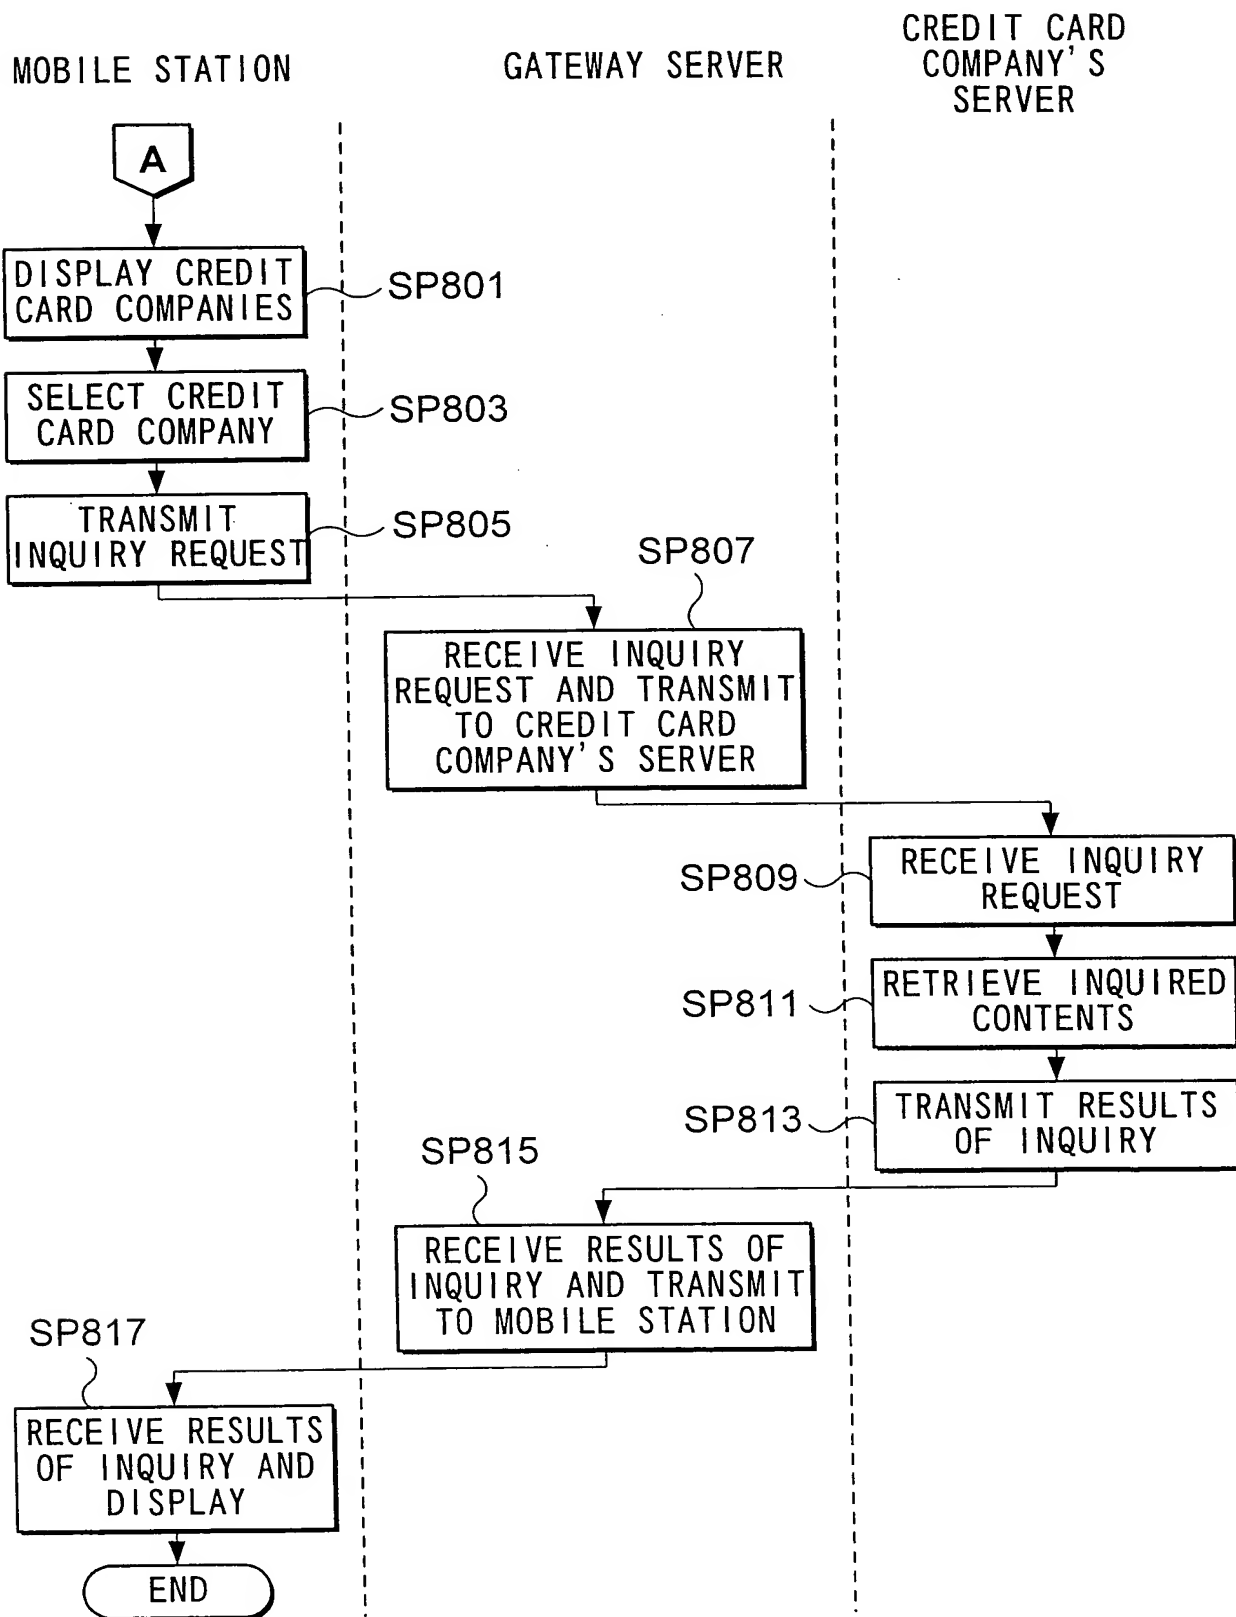 MOBILE STATION
GATEWAY SERVER
CREDIT CARD
COMPANY'S
SERVER
A
DISPLAY CREDIT
CARD COMPANIES
SP801
SELECT CREDIT
CARD COMPANY
SP803
TRANSMIT
INQUIRY REQUEST
SP805
SP807
RECEIVE INQUIRY
REQUEST AND TRANSMIT
TO CREDIT CARD
COMPANY'S SERVER
SP809
RECEIVE INQUIRY
REQUEST
SP811
RETRIEVE INQUIRED
CONTENTS
SP813
TRANSMIT RESULTS
OF INQUIRY
SP815
RECEIVE RESULTS OF
INQUIRY AND TRANSMIT
TO MOBILE STATION
SP817
RECEIVE RESULTS
OF INQUIRY AND
DISPLAY
END